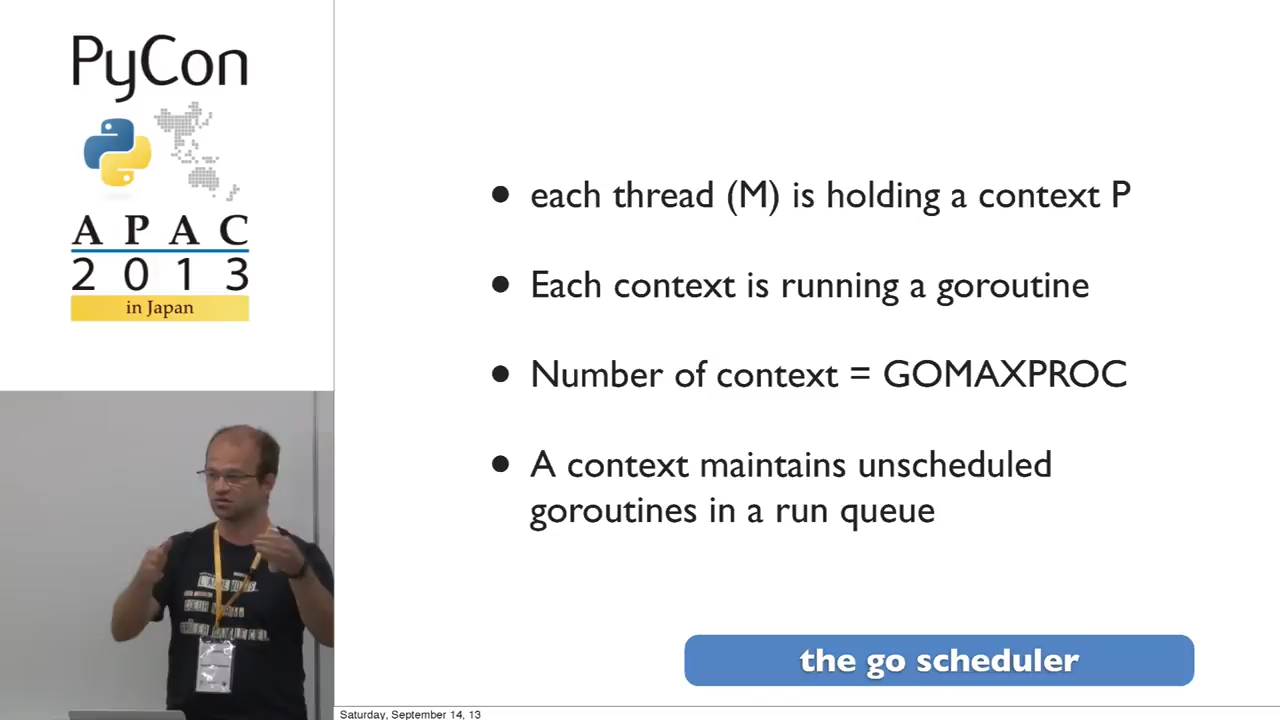 PyCon
APAC
2013
in Japan
• each thread (M) is holding a context P
• Each context is running a goroutine
• Number of context = GOMAXPROC
• A context maintains unscheduled
goroutines in a run queue
the go scheduler
Saturday, September 14, 13